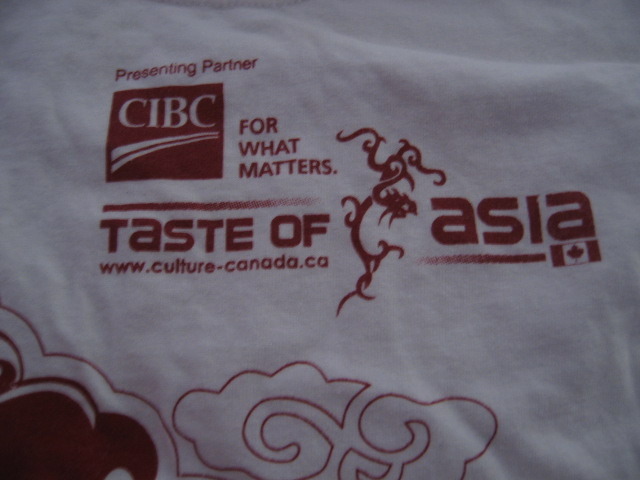 Presenting Partner
CIBC
FOR
WHAT
MATTERS.
TaSTE OF asia
www.culture-canada.ca